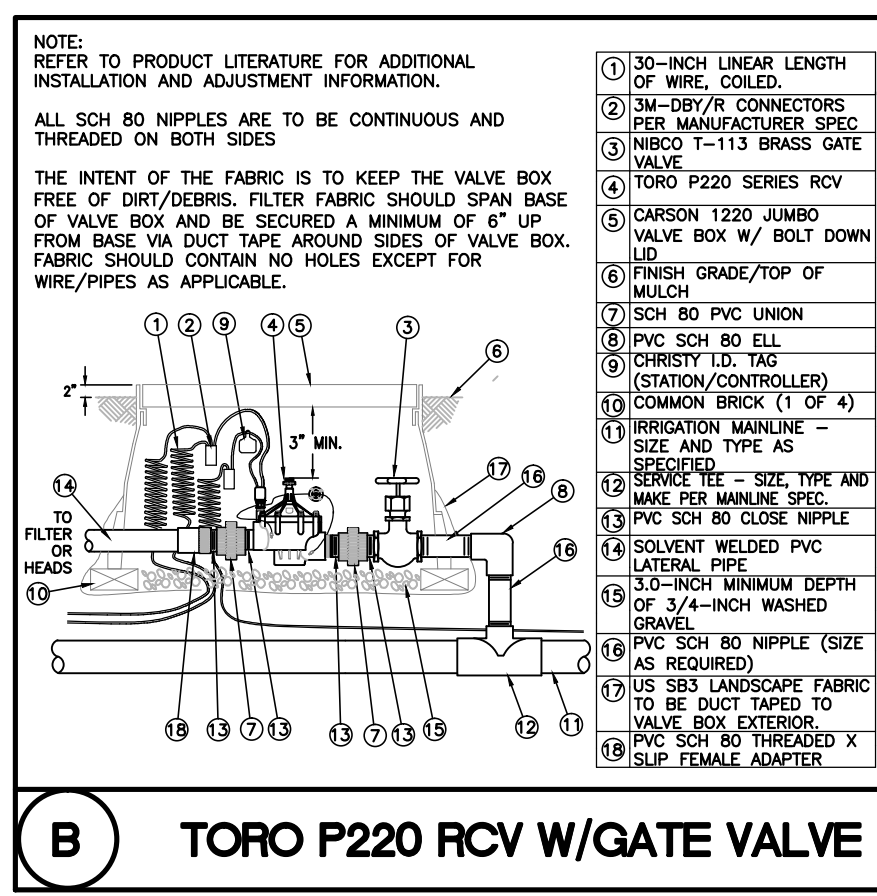 NOTE:
REFER TO PRODUCT LITERATURE FOR ADDITIONAL
INSTALLATION AND ADJUSTMENT INFORMATION.
ALL SCH 80 NIPPLES ARE TO BE CONTINUOUS AND
THREADED ON BOTH SIDES
THE INTENT OF THE FABRIC IS TO KEEP THE VALVE BOX
FREE OF DIRT/DEBRIS. FILTER FABRIC SHOULD SPAN BASE
OF VALVE BOX AND BE SECURED A MINIMUM OF 6" UP
FROM BASE VIA DUCT TAPE AROUND SIDES OF VALVE BOX.
FABRIC SHOULD CONTAIN NO HOLES EXCEPT FOR
WIRE/PIPES AS APPLICABLE.
1 2 9 4 5 3
6
2"
3" MIN.
14
17 16
8
TO
FILTER
OR
HEADS
16
10
18 13 7 13 13 7 13 15 12 11
1 30-INCH LINEAR LENGTH
OF WIRE, COILED.
2 3M-DBY/R CONNECTORS
PER MANUFACTURER SPEC
3 NIBCO T-113 BRASS GATE
VALVE
4 TORO P220 SERIES RCV
5 CARSON 1220 JUMBO
VALVE BOX W/ BOLT DOWN
LID
6 FINISH GRADE/TOP OF
MULCH
7 SCH 80 PVC UNION
8 PVC SCH 80 ELL
9 CHRISTY I.D. TAG
(STATION/CONTROLLER)
10 COMMON BRICK (1 OF 4)
11 IRRIGATION MAINLINE -
SIZE AND TYPE AS
SPECIFIED
12 SERVICE TEE - SIZE, TYPE AND
MAKE PER MAINLINE SPEC.
13 PVC SCH 80 CLOSE NIPPLE
14 SOLVENT WELDED PVC
LATERAL PIPE
15 3.0-INCH MINIMUM DEPTH
OF 3/4-INCH WASHED
GRAVEL
16 PVC SCH 80 NIPPLE (SIZE
AS REQUIRED)
17 US SB3 LANDSCAPE FABRIC
TO BE DUCT TAPED TO
VALVE BOX EXTERIOR.
18 PVC SCH 80 THREADED X
SLIP FEMALE ADAPTER
B TORO P220 RCV W/GATE VALVE